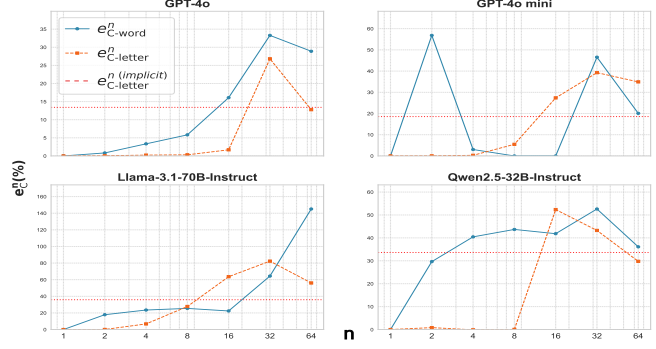 GPT-4o
GPT-4o mini
35
30
25
20
15
10
5
0
e^n_C-word
e^n_C-letter
e^n (implicit)_C-letter
60
50
40
30
20
10
0
e^n_C(%)
Llama-3.1-70B-Instruct
Qwen2.5-32B-Instruct
160
140
120
100
80
60
40
20
0
1 2 4 8 16 32 64
60
50
40
30
20
10
0
1 2 4 8 16 32 64
n